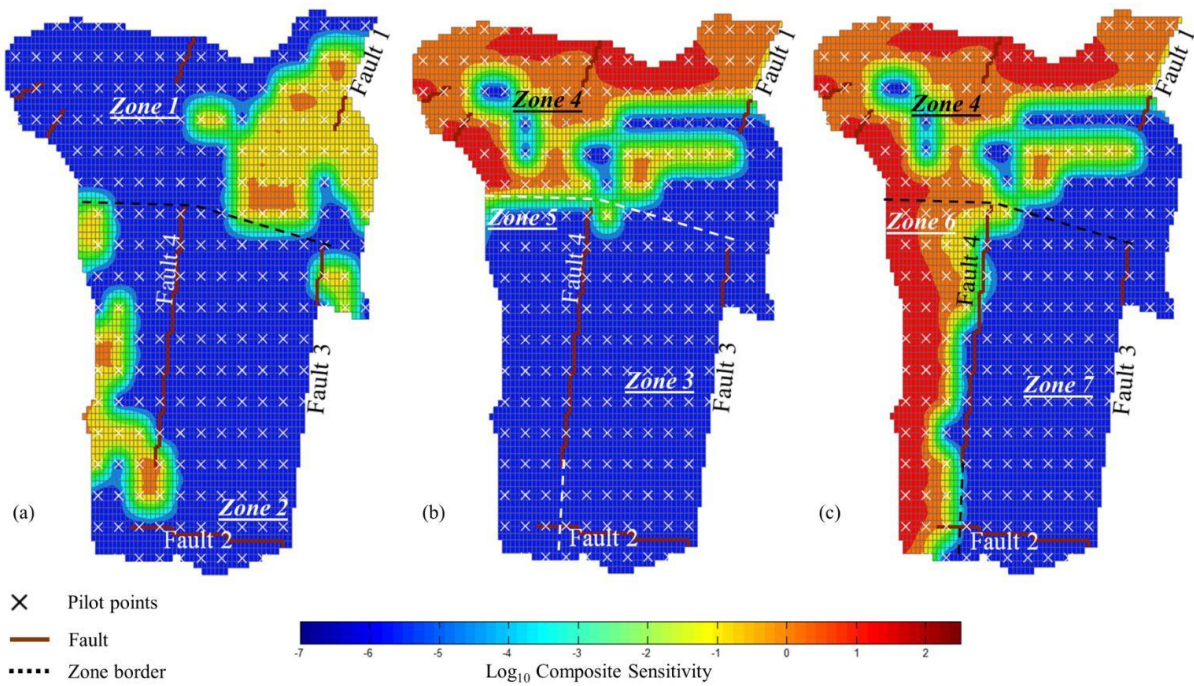 Zone 1
Fault 1
Fault 4
Fault 3
Zone 2
Fault 2
(a)
Zone 4
Fault 1
Zone 5
Fault 4
Zone 3
Fault 3
Fault 2
(b)
Zone 4
Fault 1
Zone 6
Fault 4
Zone 7
Fault 3
Fault 2
(c)
Pilot points
Fault
Zone border
-7 -6 -5 -4 -3 -2 -1 0 1 2
Log10 Composite Sensitivity